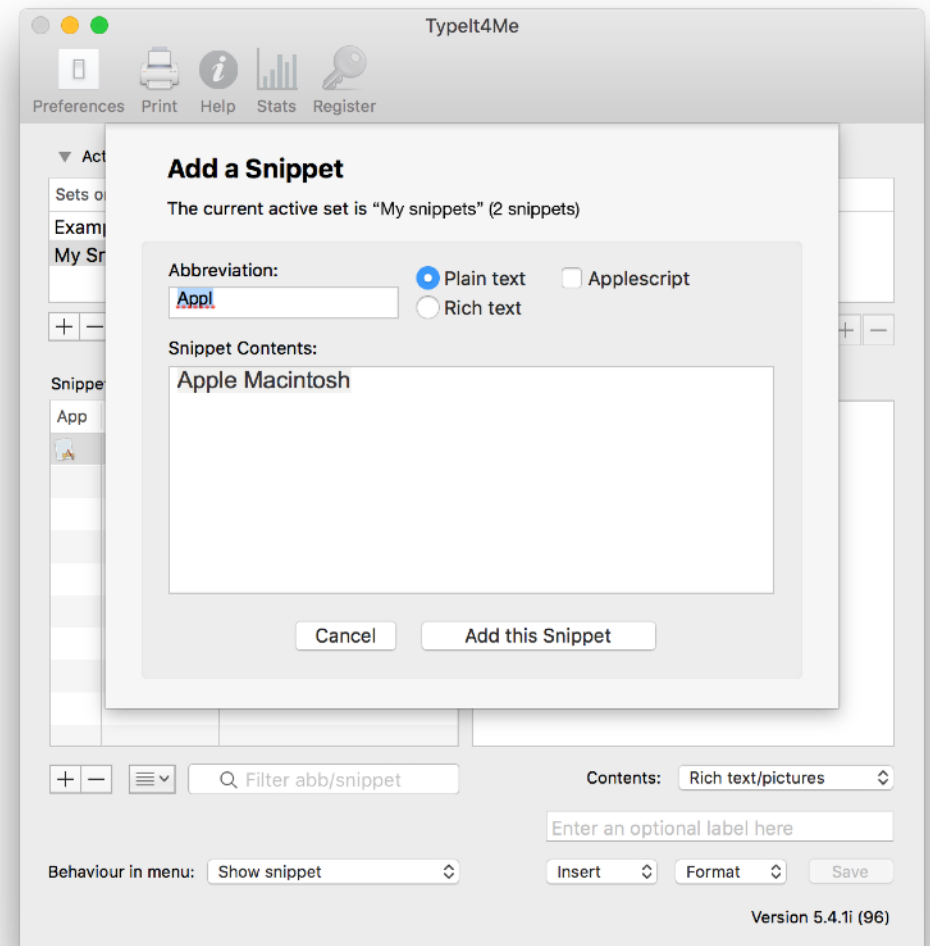 TypeIt4Me
Preferences Print Help Stats Register
Add a Snippet
The current active set is “My snippets” (2 snippets)
Sets
My
Abbreviation:
Plain text
Applescript
Appl
Rich text
Snippet Contents:
Apple Macintosh
App
Cancel
Add this Snippet
Filter abb/snippet
Contents:
Rich text/pictures
Enter an optional label here
Behaviour in menu:
Show snippet
Insert
Format
Save
Version 5.4.1i (96)